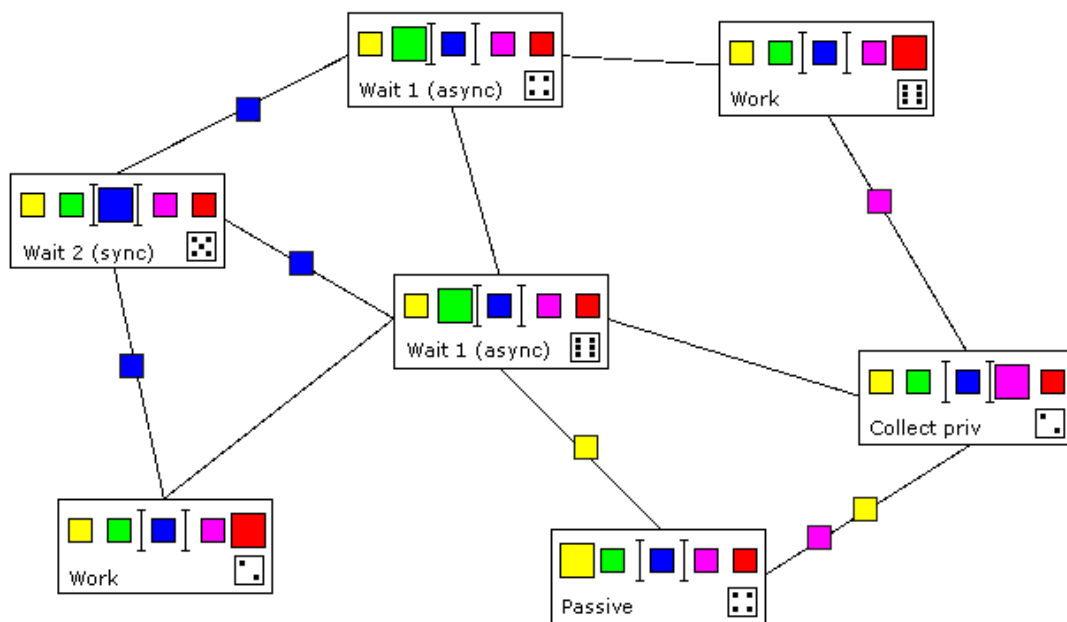 Wait 1 (async)
Work
Wait 2 (sync)
Wait 1 (async)
Collect priv
Work
Passive